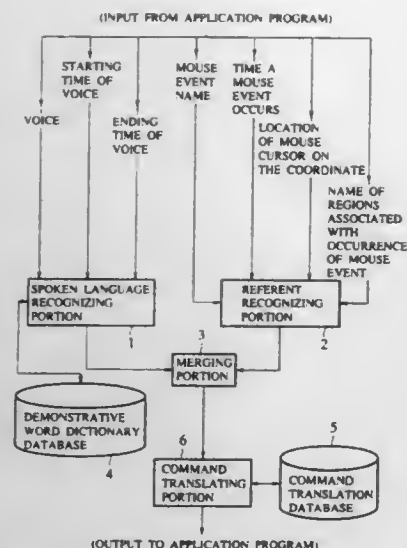 (INPUT FROM APPLICATION PROGRAM)
STARTING
TIME OF
VOICE
MOUSE
EVENT
NAME
TIME A
MOUSE
EVENT
OCCURS
VOICE
ENDING
TIME OF
VOICE
LOCATION
OF MOUSE
CURSOR ON
THE COORDINATE
NAME OF
REGIONS
ASSOCIATED
WITH
OCCURRENCE
OF MOUSE
EVENT
SPOKEN LANGUAGE
RECOGNIZING
PORTION
1
REFERENT
RECOGNIZING
PORTION
2
3
MERGING
PORTION
DEMONSTRATIVE
WORD DICTIONARY
DATABASE
4
6
COMMAND
TRANSLATING
PORTION
5
COMMAND
TRANSLATION
DATABASE
(OUTPUT TO APPLICATION PROGRAM)